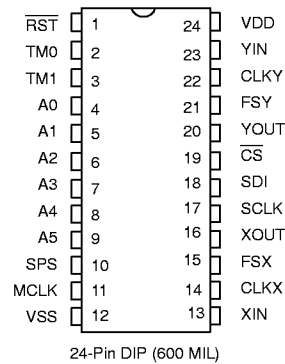 R̅S̅T̅ 1 24 VDD
TM0 2 23 YIN
TM1 3 22 CLKY
A0 4 21 FSY
A1 5 20 YOUT
A2 6 19 C̅S̅
A3 7 18 SDI
A4 8 17 SCLK
A5 9 16 XOUT
SPS 10 15 FSX
MCLK 11 14 CLKX
VSS 12 13 XIN
24-Pin DIP (600 MIL)